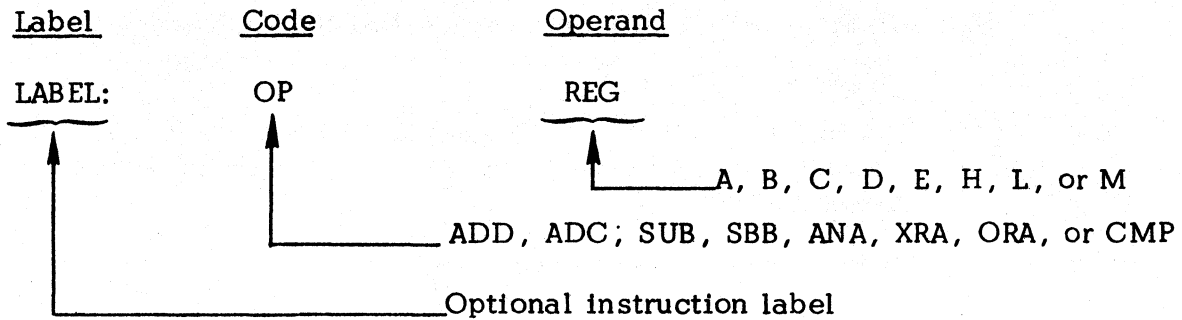 Label Code Operand
LABEL: OP REG
A, B, C, D, E, H, L, or M
ADD, ADC; SUB, SBB, ANA, XRA, ORA, or CMP
Optional instruction label